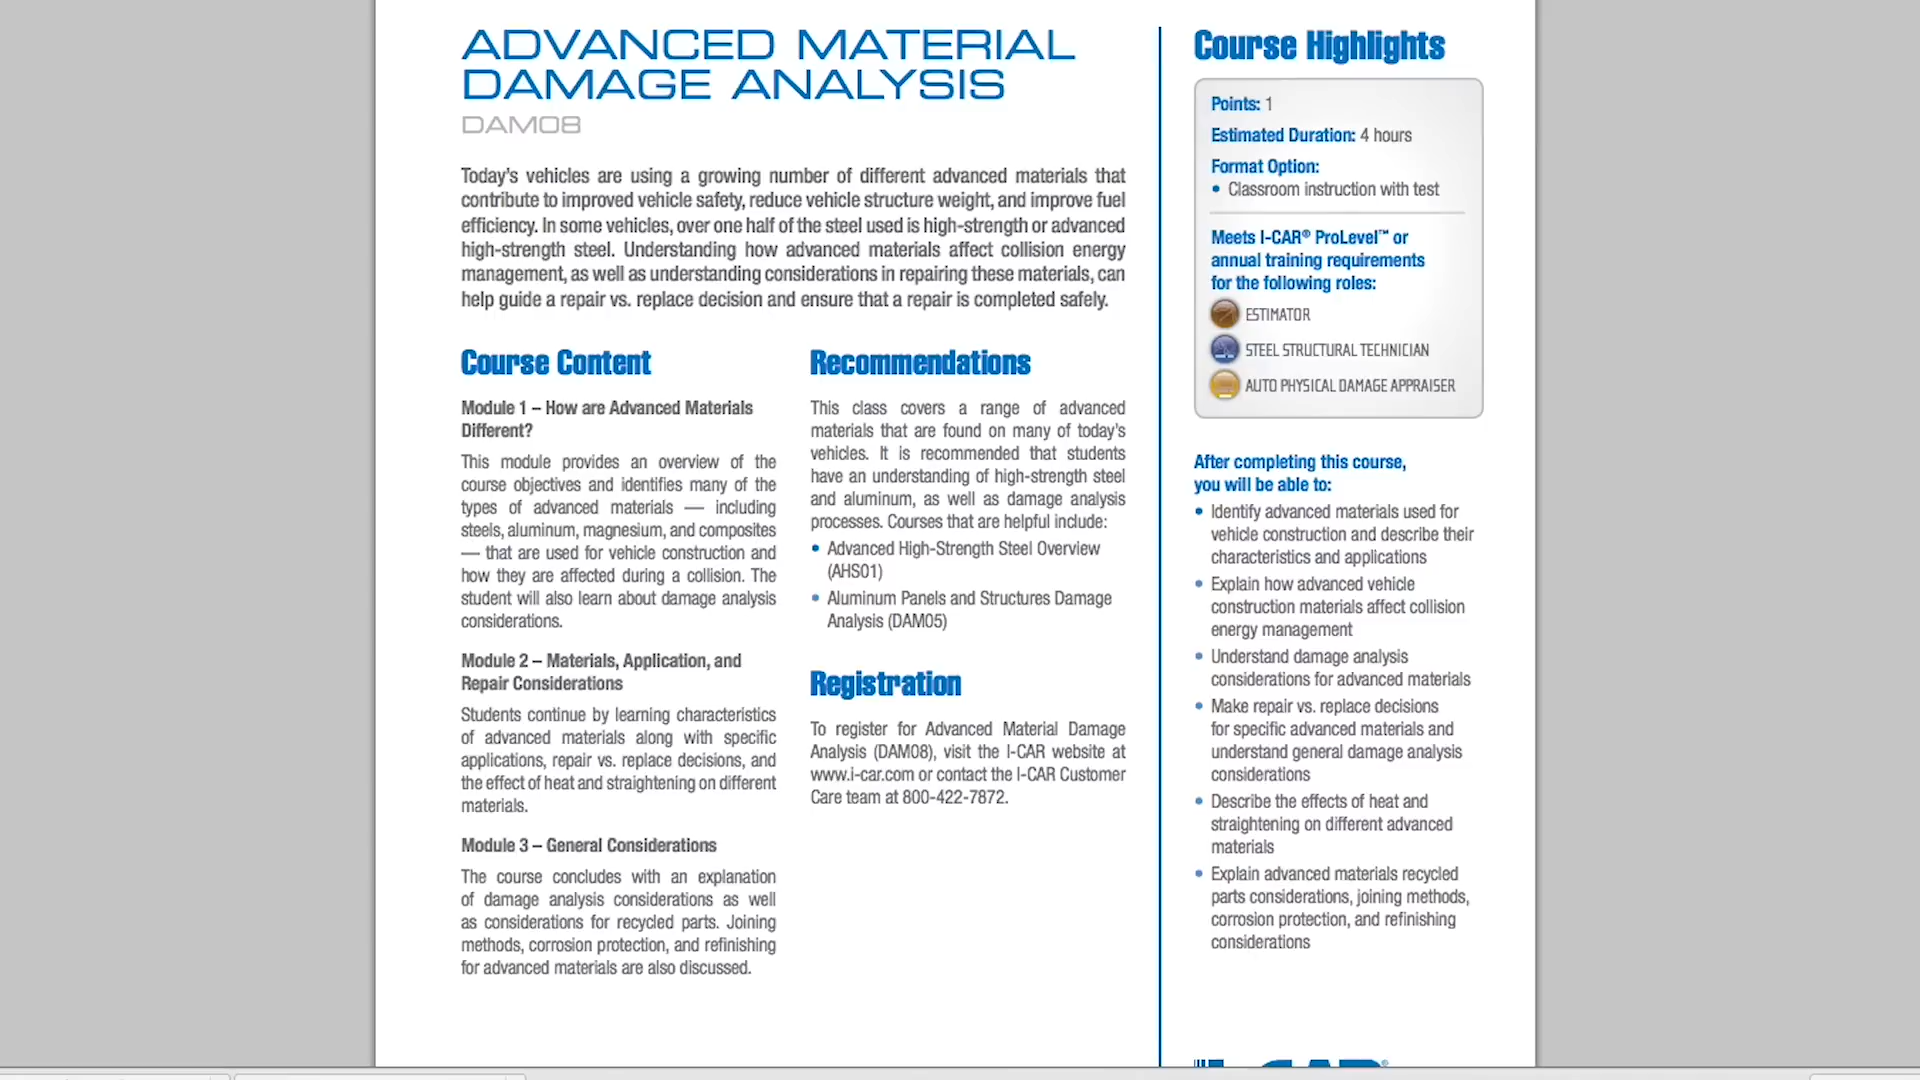 ADVANCED MATERIAL
DAMAGE ANALYSIS
DAM08
Today's vehicles are using a growing number of different advanced materials that
contribute to improved vehicle safety, reduce vehicle structure weight, and improve fuel
efficiency. In some vehicles, over one half of the steel used is high-strength or advanced
high-strength steel. Understanding how advanced materials affect collision energy
management, as well as understanding considerations in repairing these materials, can
help guide a repair vs. replace decision and ensure that a repair is completed safely.
Course Content
Module 1 – How are Advanced Materials
Different?
This module provides an overview of the
course objectives and identifies many of the
types of advanced materials — including
steels, aluminum, magnesium, and composites
— that are used for vehicle construction and
how they are affected during a collision. The
student will also learn about damage analysis
considerations.
Module 2 – Materials, Application, and
Repair Considerations
Students continue by learning characteristics
of advanced materials along with specific
applications, repair vs. replace decisions, and
the effect of heat and straightening on different
materials.
Module 3 – General Considerations
The course concludes with an explanation
of damage analysis considerations as well
as considerations for recycled parts. Joining
methods, corrosion protection, and refinishing
for advanced materials are also discussed.
Recommendations
This class covers a range of advanced
materials that are found on many of today's
vehicles. It is recommended that students
have an understanding of high-strength steel
and aluminum, as well as damage analysis
processes. Courses that are helpful include:
• Advanced High-Strength Steel Overview
(AHS01)
• Aluminum Panels and Structures Damage
Analysis (DAM05)
Registration
To register for Advanced Material Damage
Analysis (DAM08), visit the I-CAR website at
www.i-car.com or contact the I-CAR Customer
Care team at 800-422-7872.
Course Highlights
Points: 1
Estimated Duration: 4 hours
Format Option:
• Classroom instruction with test
Meets I-CAR® ProLevel™ or
annual training requirements
for the following roles:
ESTIMATOR
STEEL STRUCTURAL TECHNICIAN
AUTO PHYSICAL DAMAGE APPRAISER
After completing this course,
you will be able to:
• Identify advanced materials used for
vehicle construction and describe their
characteristics and applications
• Explain how advanced vehicle
construction materials affect collision
energy management
• Understand damage analysis
considerations for advanced materials
• Make repair vs. replace decisions
for specific advanced materials and
understand general damage analysis
considerations
• Describe the effects of heat and
straightening on different advanced
materials
• Explain advanced materials recycled
parts considerations, joining methods,
corrosion protection, and refinishing
considerations
I-CAR®